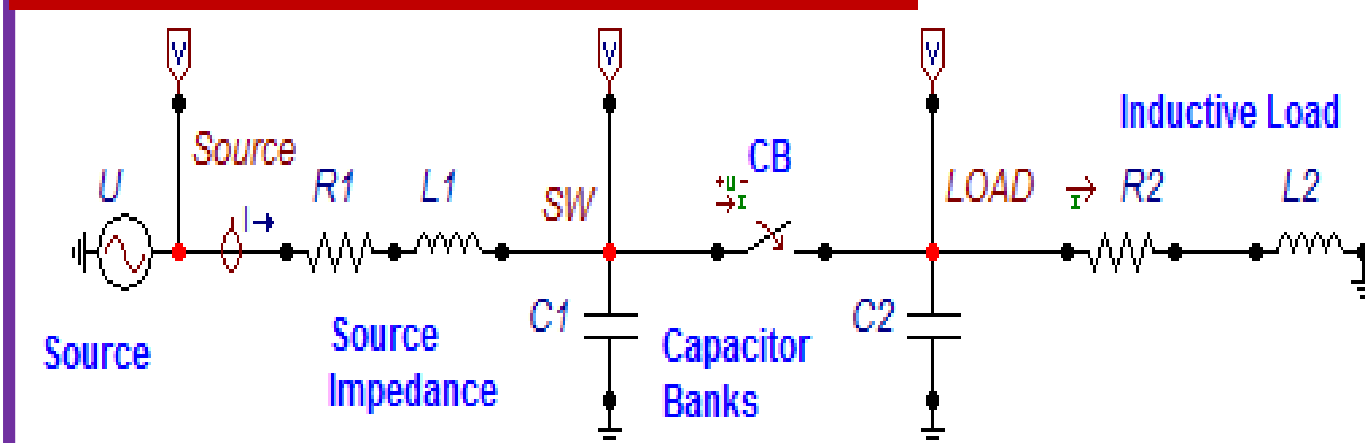 V V V
Inductive Load
Source CB
U R1 L1 SW +U- LOAD R2 L2
I I I
C1 C2
Source Source Impedance Capacitor Banks